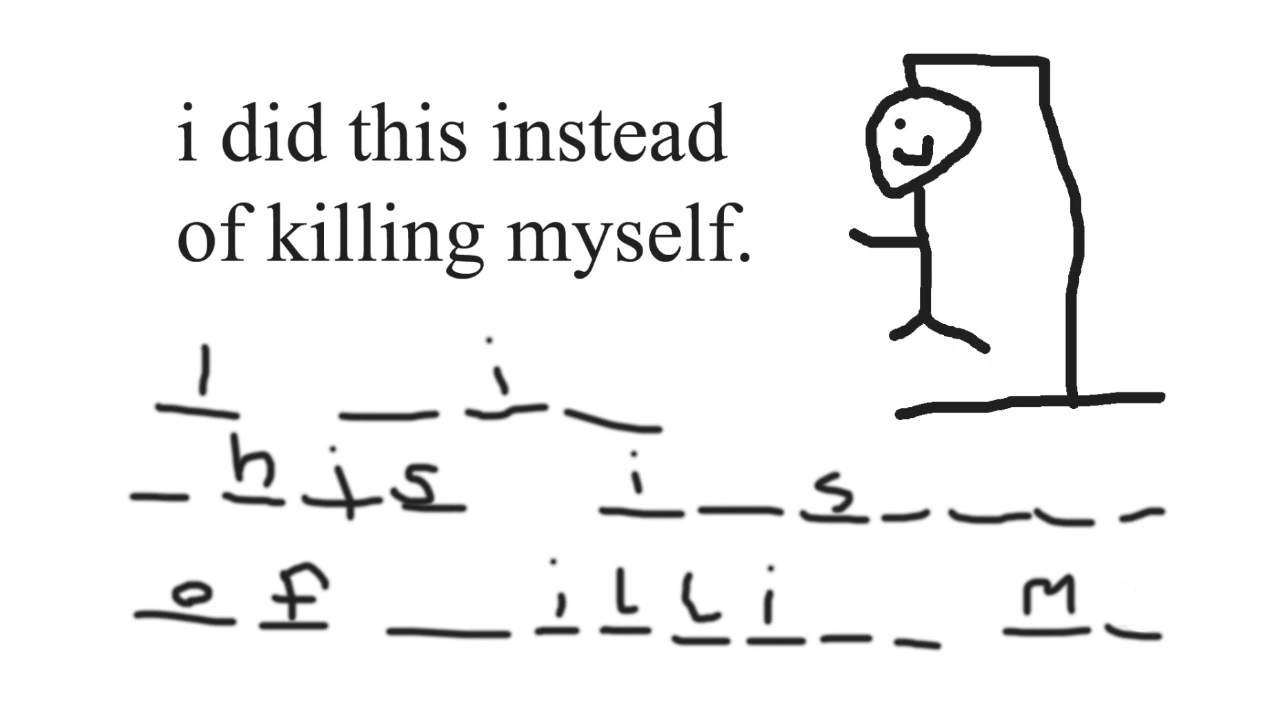 i did this instead
of killing myself.
I _ i _
_ h i s i _ s _ _ _ _
o f _ i l l i _ _ M _